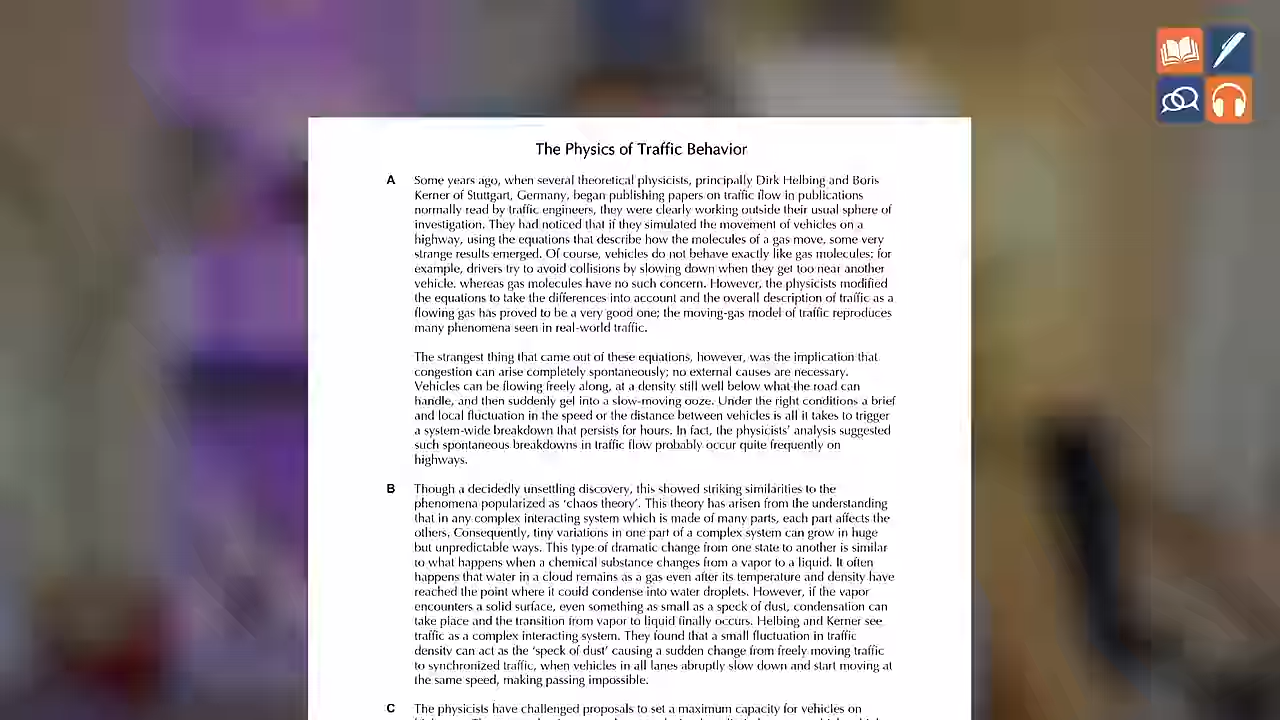 The Physics of Traffic Behavior
A Some years ago, when several theoretical physicists, principally Dirk Helbing and Boris
Kerner of Stuttgart, Germany, began publishing papers on traffic flow in publications
normally read by traffic engineers, they were clearly working outside their usual sphere of
investigation. They had noticed that if they simulated the movement of vehicles on a
highway, using the equations that describe how the molecules of a gas move, some very
strange results emerged. Of course, vehicles do not behave exactly like gas molecules: for
example, drivers try to avoid collisions by slowing down when they get too near another
vehicle, whereas gas molecules have no such concern. However, the physicists modified
the equations to take the differences into account and the overall description of traffic as a
flowing gas has proved to be a very good one; the moving-gas model of traffic reproduces
many phenomena seen in real-world traffic.
The strangest thing that came out of these equations, however, was the implication that
congestion can arise completely spontaneously; no external causes are necessary.
Vehicles can be flowing freely along, at a density still well below what the road can
handle, and then suddenly gel into a slow-moving ooze. Under the right conditions a brief
and local fluctuation in the speed or the distance between vehicles is all it takes to trigger
a system-wide breakdown that persists for hours. In fact, the physicists' analysis suggested
such spontaneous breakdowns in traffic flow probably occur quite frequently on
highways.
B Though a decidedly unsettling discovery, this showed striking similarities to the
phenomena popularized as 'chaos theory'. This theory has arisen from the understanding
that in any complex interacting system which is made of many parts, each part affects the
others. Consequently, tiny variations in one part of a complex system can grow in huge
but unpredictable ways. This type of dramatic change from one state to another is similar
to what happens when a chemical substance changes from a vapor to a liquid. It often
happens that water in a cloud remains as a gas even after its temperature and density have
reached the point where it could condense into water droplets. However, if the vapor
encounters a solid surface, even something as small as a speck of dust, condensation can
take place and the transition from vapor to liquid finally occurs. Helbing and Kerner see
traffic as a complex interacting system. They found that a small fluctuation in traffic
density can act as the 'speck of dust' causing a sudden change from freely moving traffic
to synchronized traffic, when vehicles in all lanes abruptly slow down and start moving at
the same speed, making passing impossible.
C The physicists have challenged proposals to set a maximum capacity for vehicles on